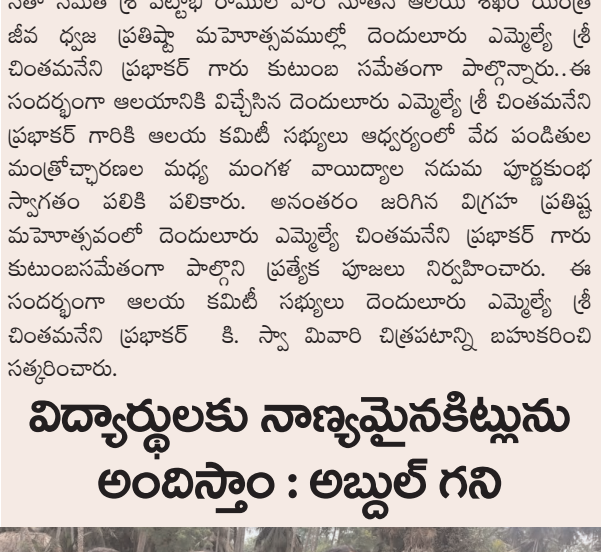 జీవ ధ్వజ ప్రతిష్టా మహెూత్సవముల్లో దెందులూరు ఎమ్మెల్యే శ్రీ
చింతమనేని ప్రభాకర్ గారు కుటుంబ సమేతంగా పాల్గొన్నారు..ఈ
సందర్భంగా ఆలయానికి విచ్చేసిన దెందులూరు ఎమ్మెల్యే శ్రీ చింతమనేని
ప్రభాకర్ గారికి ఆలయ కమిటీ సభ్యులు ఆధ్వర్యంలో వేద పండితుల
మంత్రోచ్ఛారణల మధ్య మంగళ వాయిద్యాల నడుమ పూర్ణకుంభ
స్వాగతం పలికి పలికారు. అనంతరం జరిగిన విగ్రహ ప్రతిష్ట
మహెూత్సవంలో దెందులూరు ఎమ్మెల్యే చింతమనేని ప్రభాకర్ గారు
కుటుంబసమేతంగా పాల్గొని ప్రత్యేక పూజలు నిర్వహించారు. ఈ
సందర్భంగా ఆలయ కమిటీ సభ్యులు దెందులూరు ఎమ్మెల్యే శ్రీ
చింతమనేని ప్రభాకర్ కి. స్వా మివారి చిత్రపటాన్ని బహుకరించి
సత్కరించారు.
విద్యార్థులకు నాణ్యమైనకిట్లును
అందిస్తాం : అబ్దుల్ గని